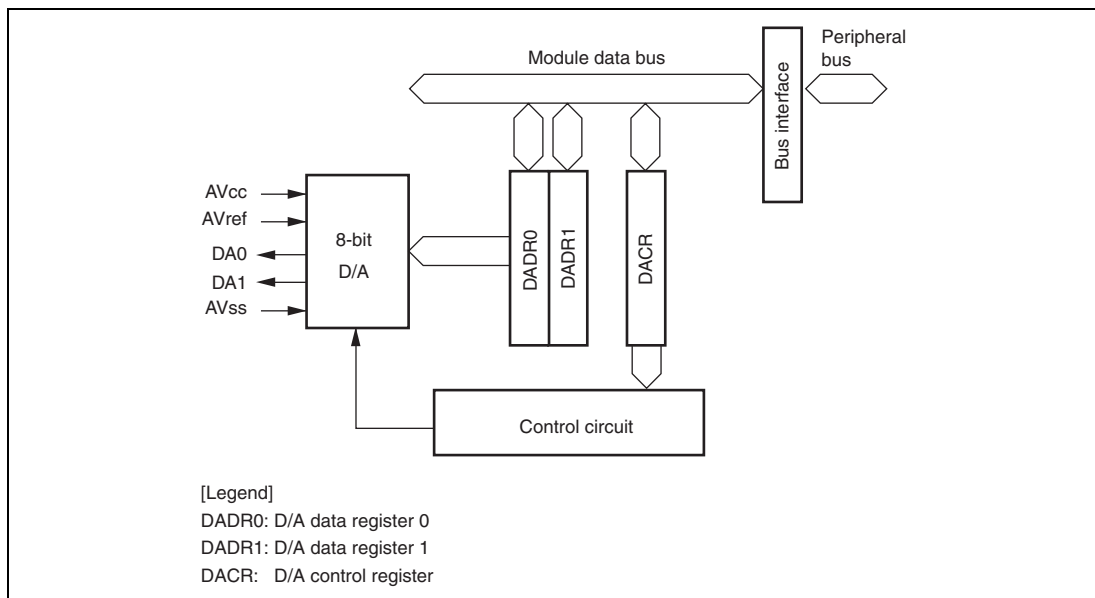 Module data bus
Peripheral
bus
Bus interface
AVcc
AVref
DA0
DA1
AVss
8-bit
D/A
DADR0
DADR1
DACR
Control circuit
[Legend]
DADR0: D/A data register 0
DADR1: D/A data register 1
DACR: D/A control register